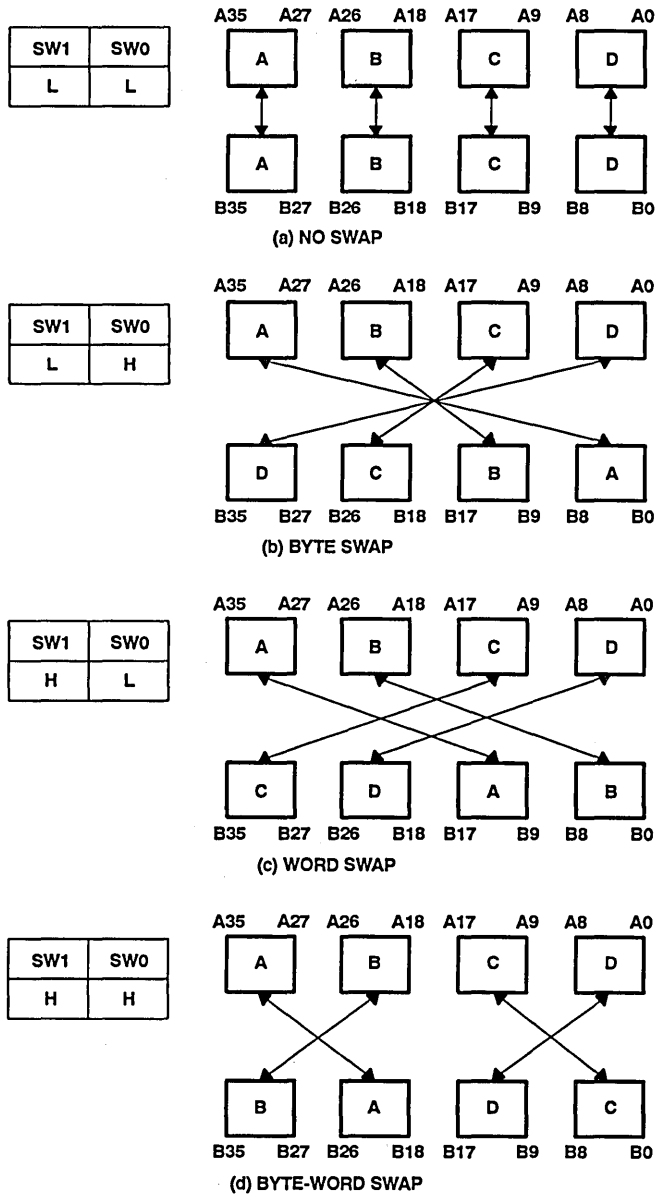 A35 A27 A26 A18 A17 A9 A8 A0
SW1 SW0
L L
A B C D
A B C D
B35 B27 B26 B18 B17 B9 B8 B0
(a) NO SWAP
A35 A27 A26 A18 A17 A9 A8 A0
SW1 SW0
L H
A B C D
D C B A
B35 B27 B26 B18 B17 B9 B8 B0
(b) BYTE SWAP
A35 A27 A26 A18 A17 A9 A8 A0
SW1 SW0
H L
A B C D
C D A B
B35 B27 B26 B18 B17 B9 B8 B0
(c) WORD SWAP
A35 A27 A26 A18 A17 A9 A8 A0
SW1 SW0
H H
A B C D
B A D C
B35 B27 B26 B18 B17 B9 B8 B0
(d) BYTE-WORD SWAP